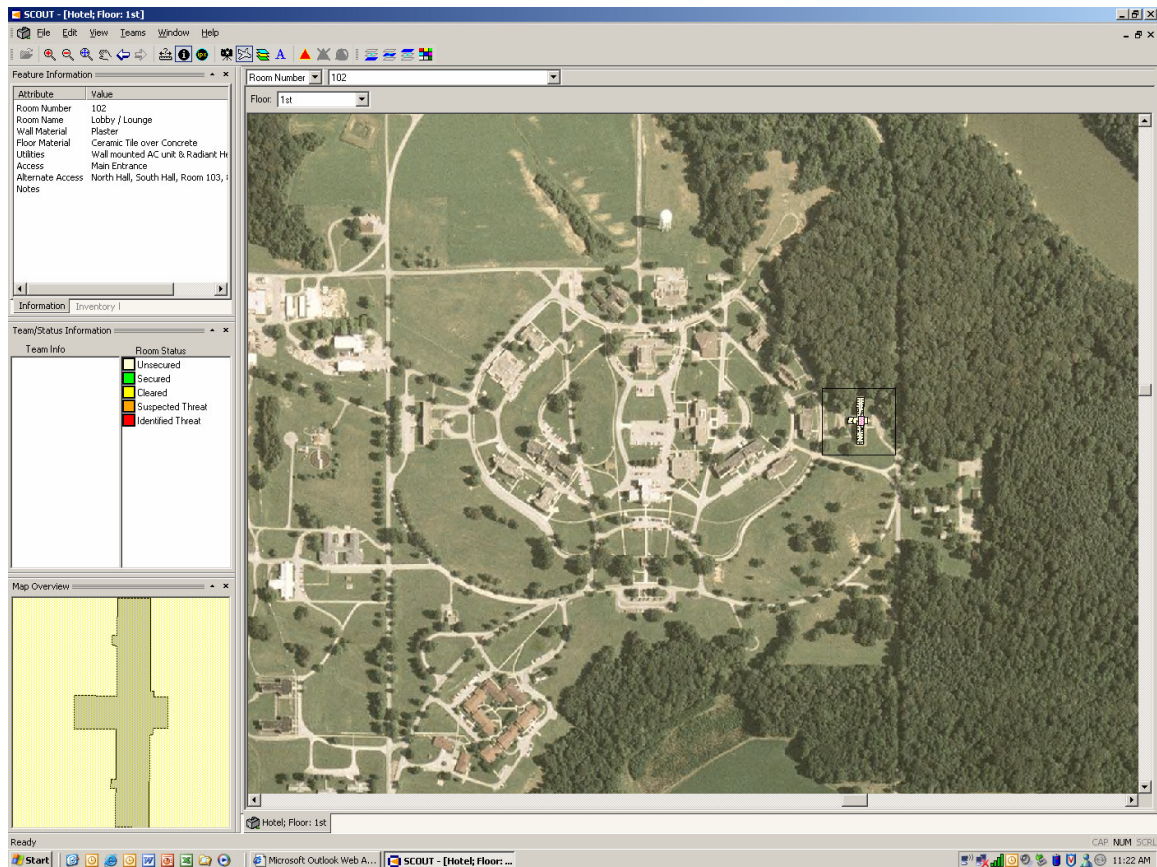 SCOUT - [Hotel; Floor: 1st]
File Edit View Teams Window Help
Feature Information
Room Number 102
Attribute Value
Floor: 1st
Room Number 102
Room Name Lobby / Lounge
Wall Material Plaster
Floor Material Ceramic Tile over Concrete
Utilities Wall mounted AC unit & Radiant He
Access Main Entrance
Alternate Access North Hall, South Hall, Room 103,
Notes
Information Inventory
Team/Status Information
Team Info Room Status
Unsecured
Secured
Cleared
Suspected Threat
Identified Threat
Map Overview
Hotel; Floor: 1st
Ready CAP NUM SCRL
Start Microsoft Outlook Web A... SCOUT - [Hotel; Floor: ... 11:22 AM